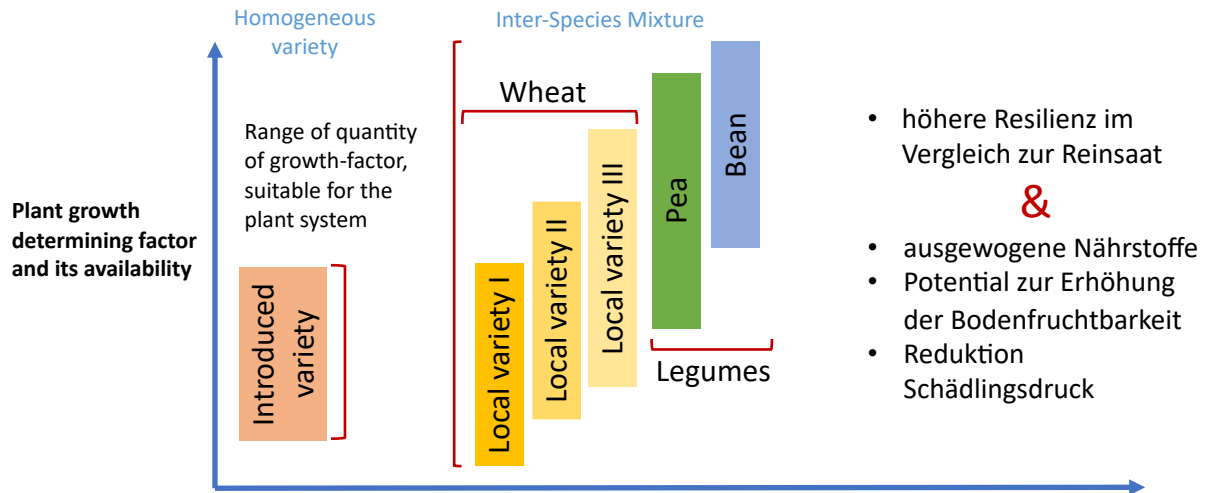 Homogeneous
variety
Inter-Species Mixture
Plant growth
determining factor
and its availability
Range of quantity
of growth-factor,
suitable for the
plant system
Introduced
variety
Wheat
Local variety I
Local variety II
Local variety III
Pea
Bean
Legumes
• höhere Resilienz im
Vergleich zur Reinsaat
&
• ausgewogene Nährstoffe
• Potential zur Erhöhung
der Bodenfruchtbarkeit
• Reduktion
Schädlingsdruck